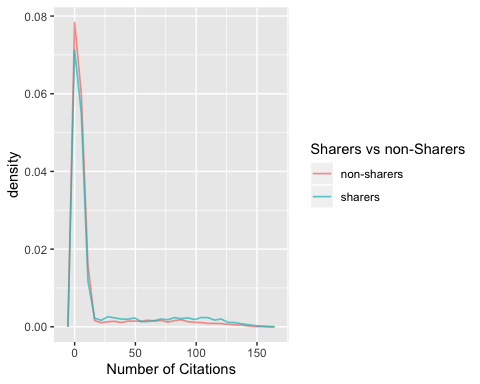 0.08
0.06
0.04
0.02
0.00
density
0
50
100
150
Number of Citations
Sharers vs non-Sharers
non-sharers
sharers